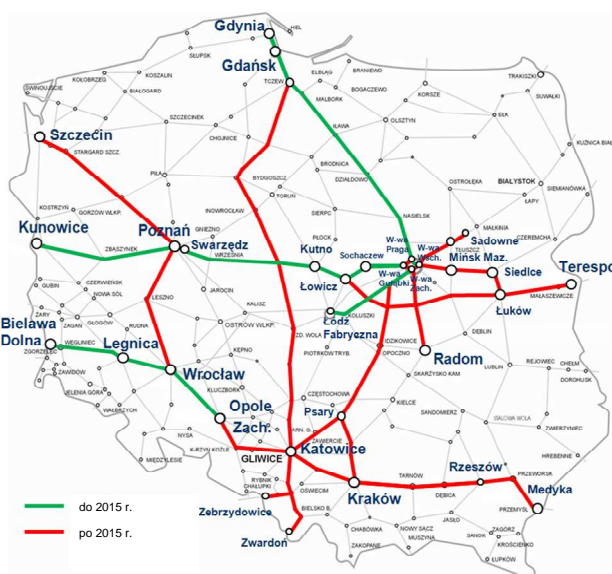 Gdynia
HEL
Gdańsk
SŁUPSK
TCZEW
ELBLĄG
BRANIEWO
TRAKISZKI
KOSZALIN
KOŁOBRZEG
ŚWINOUJŚCIE
BIAŁOGARD
MALBORK
BOGACZEWO
KORSZE
SUWAŁKI
SZCZECINEK
CHOJNICE
IŁAWA
OLSZTYN
EŁK
Szczecin
STARGARD SZCZ.
KUŹNICA BIAŁ
BRODNICA
DZIAŁDOWO
PIŁA
BYDGOSZCZ
TORUŃ
OSTROŁĘKA
BIAŁYSTOK
SIEMIANÓWKA
ŁAPY
KOSTRZYN
GORZÓW WLKP.
INOWROCŁAW
SIERPC
NASIELSK
MAŁKINIA
CZEREMCHA
Kunowice
Poznań
GNIEZNO
PŁOCK
W-wa
Praga
W-wa
Wsch.
Sadowne
TŁUSZCZ
Swarzędz
WRZEŚNIA
ZBĄSZYNEK
Kutno
Sochaczew
Mińsk Maz.
Siedlce
Terespo
W-wa
Gołąbki
W-wa
Zach.
Łowicz
GUBIN
CZERWIEŃSK
NOWA SÓL
LESZNO
JAROCIN
KALISZ
MAŁASZEWICZE
Łuków
ŻARY
ŻAGAŃ
GŁOGÓW
RUDNA
OSTRÓW WLKP.
Łódź
Fabryczna
KOLUSZKI
ZD. WOLA
PIOTRKÓW TRYB.
IDZIKOWICE
OPOCZNO
DĘBLIN
Bielawa
Dolna
WĘGLINIEC
ZGORZELEC
Legnica
KĘPNO
Radom
LUBLIN
REJOWIEC
CHEŁM
DOROHUSK
ZAWIDÓW
Wrocław
SKARŻYSKO KAM.
JELENIA GÓRA
WAŁBRZYCH
KLUCZBORK
CZĘSTOCHOWA
KIELCE
Opole
Zach.
Psary
SANDOMIERZ
STALOWA WOLA
ZWIERZYNIEC
NYSA
ZAWIERCIE
MIĘDZYLESIE
GLIWICE
Katowice
HREBENNE
TARNÓW
Rzeszów
PRZEWORSK
RYBNIK
CHAŁUPKI
OŚWIĘCIM
Kraków
DĘBICA
Medyka
Zebrzydowice
BIELSKO B.
PRZEMYŚL
JASŁO
do 2015 r.
po 2015 r.
Zwardoń
CHABÓWKA
NOWY SĄCZ
MUSZYNA
SANOK
ZAGÓRZ
KROŚCIENKO
ZAKOPANE
ŁUPKÓW